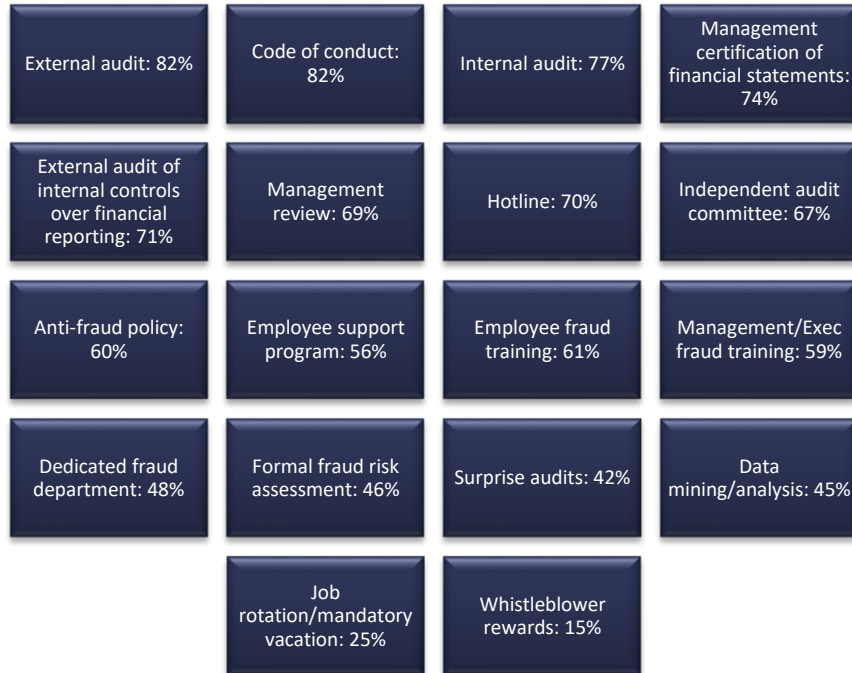 External audit: 82%
Code of conduct:
82%
Internal audit: 77%
Management
certification of
financial statements:
74%
External audit of
internal controls
over financial
reporting: 71%
Management
review: 69%
Hotline: 70%
Independent audit
committee: 67%
Anti-fraud policy:
60%
Employee support
program: 56%
Employee fraud
training: 61%
Management/Exec
fraud training: 59%
Dedicated fraud
department: 48%
Formal fraud risk
assessment: 46%
Surprise audits: 42%
Data
mining/analysis: 45%
Job
rotation/mandatory
vacation: 25%
Whistleblower
rewards: 15%